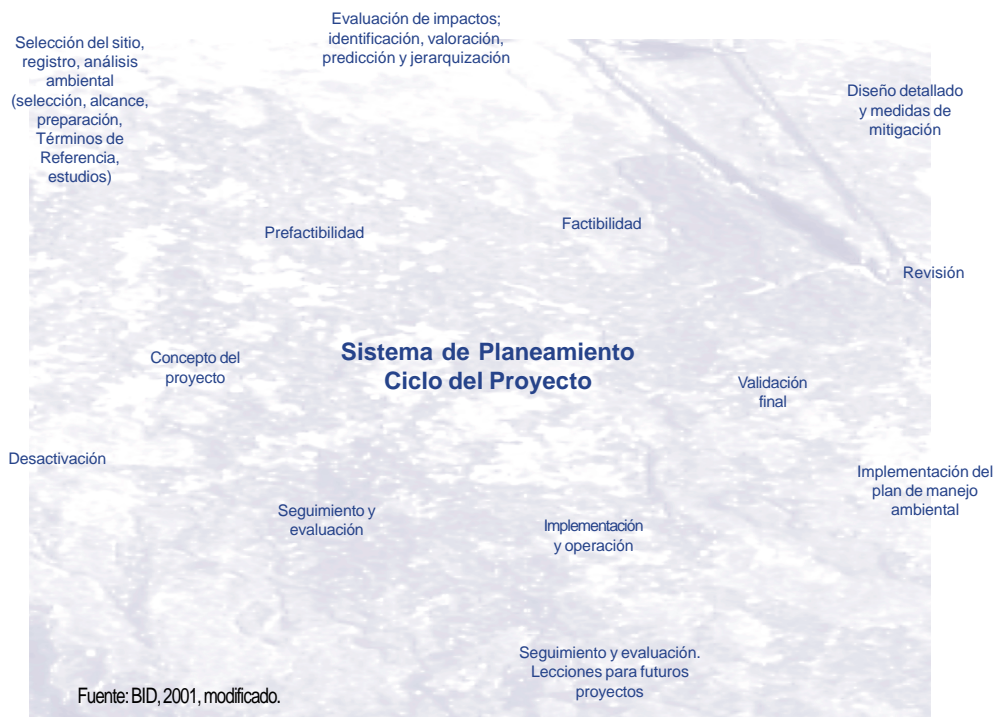 Evaluación de impactos;
identificación, valoración,
predicción y jerarquización
Selección del sitio,
registro, análisis
ambiental
(selección, alcance,
preparación,
Términos de
Referencia,
estudios)
Diseño detallado
y medidas de
mitigación
Prefactibilidad
Factibilidad
Revisión
Concepto del
proyecto
Sistema de Planeamiento
Ciclo del Proyecto
Validación
final
Desactivación
Implementación del
plan de manejo
ambiental
Seguimiento y
evaluación
Implementación
y operación
Seguimiento y evaluación.
Lecciones para futuros
proyectos
Fuente: BID, 2001, modificado.